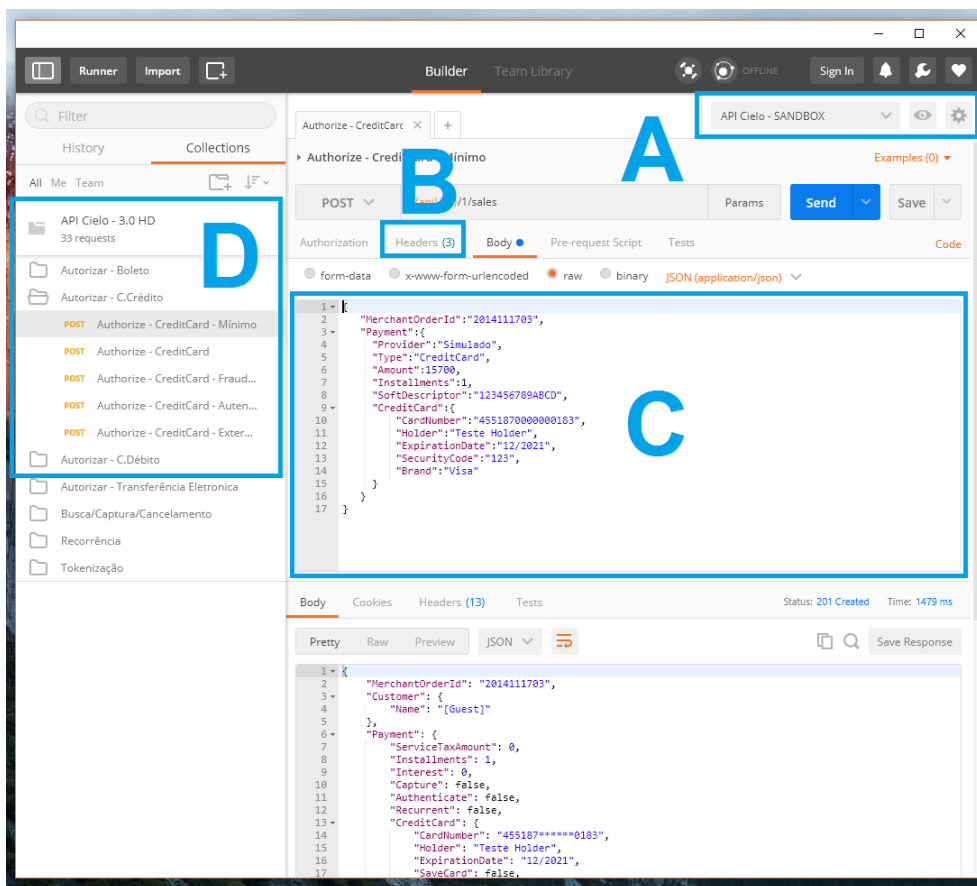 Runner
Import
Builder
Team Library
OFFLINE
Sign In
Filter
History
Collections
All Me Team
API Cielo - 3.0 HD
33 requests
D
Autorizar - Boleto
Autorizar - C.Crédito
POST Authorize - CreditCard - Mínimo
POST Authorize - CreditCard
POST Authorize - CreditCard - Fraud...
POST Authorize - CreditCard - Auten...
POST Authorize - CreditCard - Exter...
Autorizar - C.Débito
Autorizar - Transferência Eletronica
Busca/Captura/Cancelamento
Recorrência
Tokenização
Authorize - CreditCarc
API Cielo - SANDBOX
A
Authorize - CreditCard - Mínimo
Examples (0)
B
POST
/1/sales
Params
Send
Save
Authorization
Headers (3)
Body
Pre-request Script
Tests
Code
form-data
x-www-form-urlencoded
raw
binary
JSON (application/json)
C
1 {
2 "MerchantOrderId":"2014111703",
3 "Payment":{
4 "Provider":"Simulado",
5 "Type":"CreditCard",
6 "Amount":15700,
7 "Installments":1,
8 "SoftDescriptor":"123456789ABCD",
9 "CreditCard":{
10 "CardNumber":"4551870000000183",
11 "Holder":"Teste Holder",
12 "ExpirationDate":"12/2021",
13 "SecurityCode":"123",
14 "Brand":"Visa"
15 }
16 }
17 }
Body
Cookies
Headers (13)
Tests
Status: 201 Created
Time: 1479 ms
Pretty
Raw
Preview
JSON
Save Response
1 {
2 "MerchantOrderId": "2014111703",
3 "Customer": {
4 "Name": "[Guest]"
5 },
6 "Payment": {
7 "ServiceTaxAmount": 0,
8 "Installments": 1,
9 "Interest": 0,
10 "Capture": false,
11 "Authenticate": false,
12 "Recurrent": false,
13 "CreditCard": {
14 "CardNumber": "455187******0183",
15 "Holder": "Teste Holder",
16 "ExpirationDate": "12/2021",
17 "SaveCard": false,